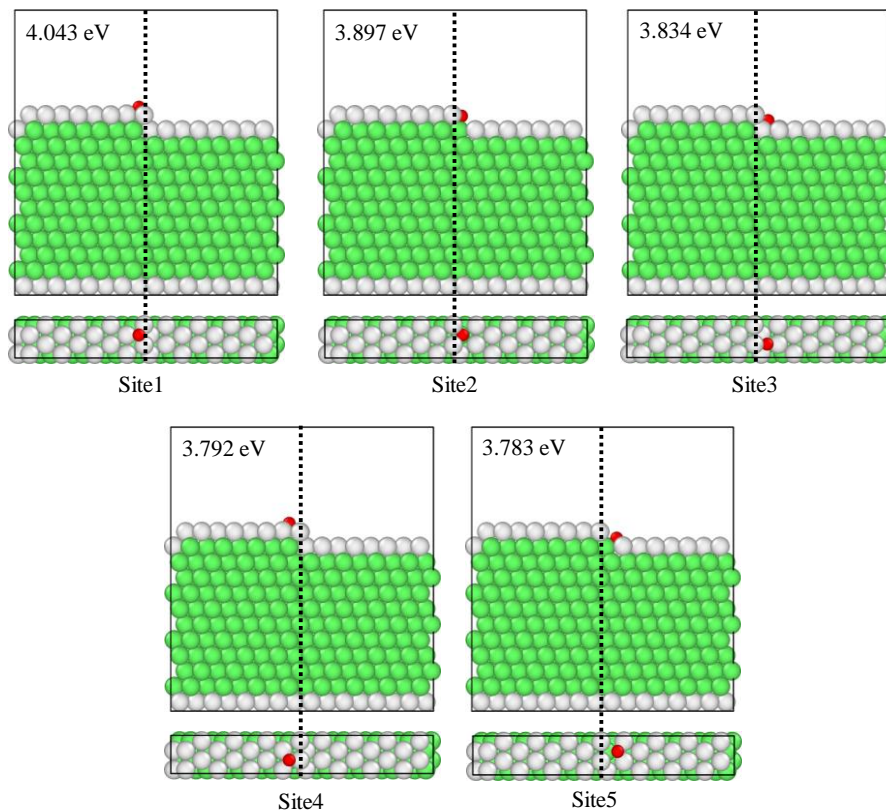 4.043 eV
3.897 eV
3.834 eV
Site1
Site2
Site3
3.792 eV
3.783 eV
Site4
Site5